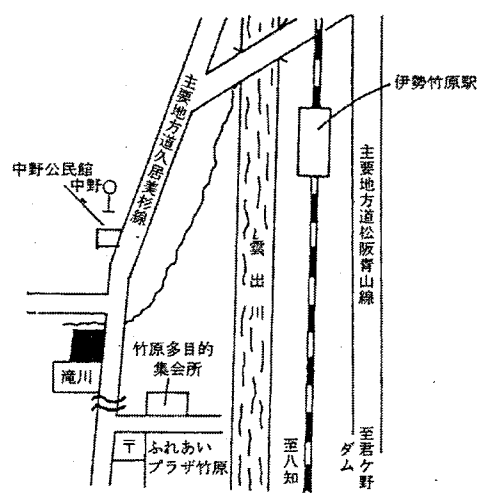 伊勢竹原駅
主要地方道久居美杉線
主要地方道松阪青山線
中野公民館
中野
雲出川
竹原多目的
集会所
滝川
〒
ふれあい
プラザ竹原
至八知
至君ケ野
ダム